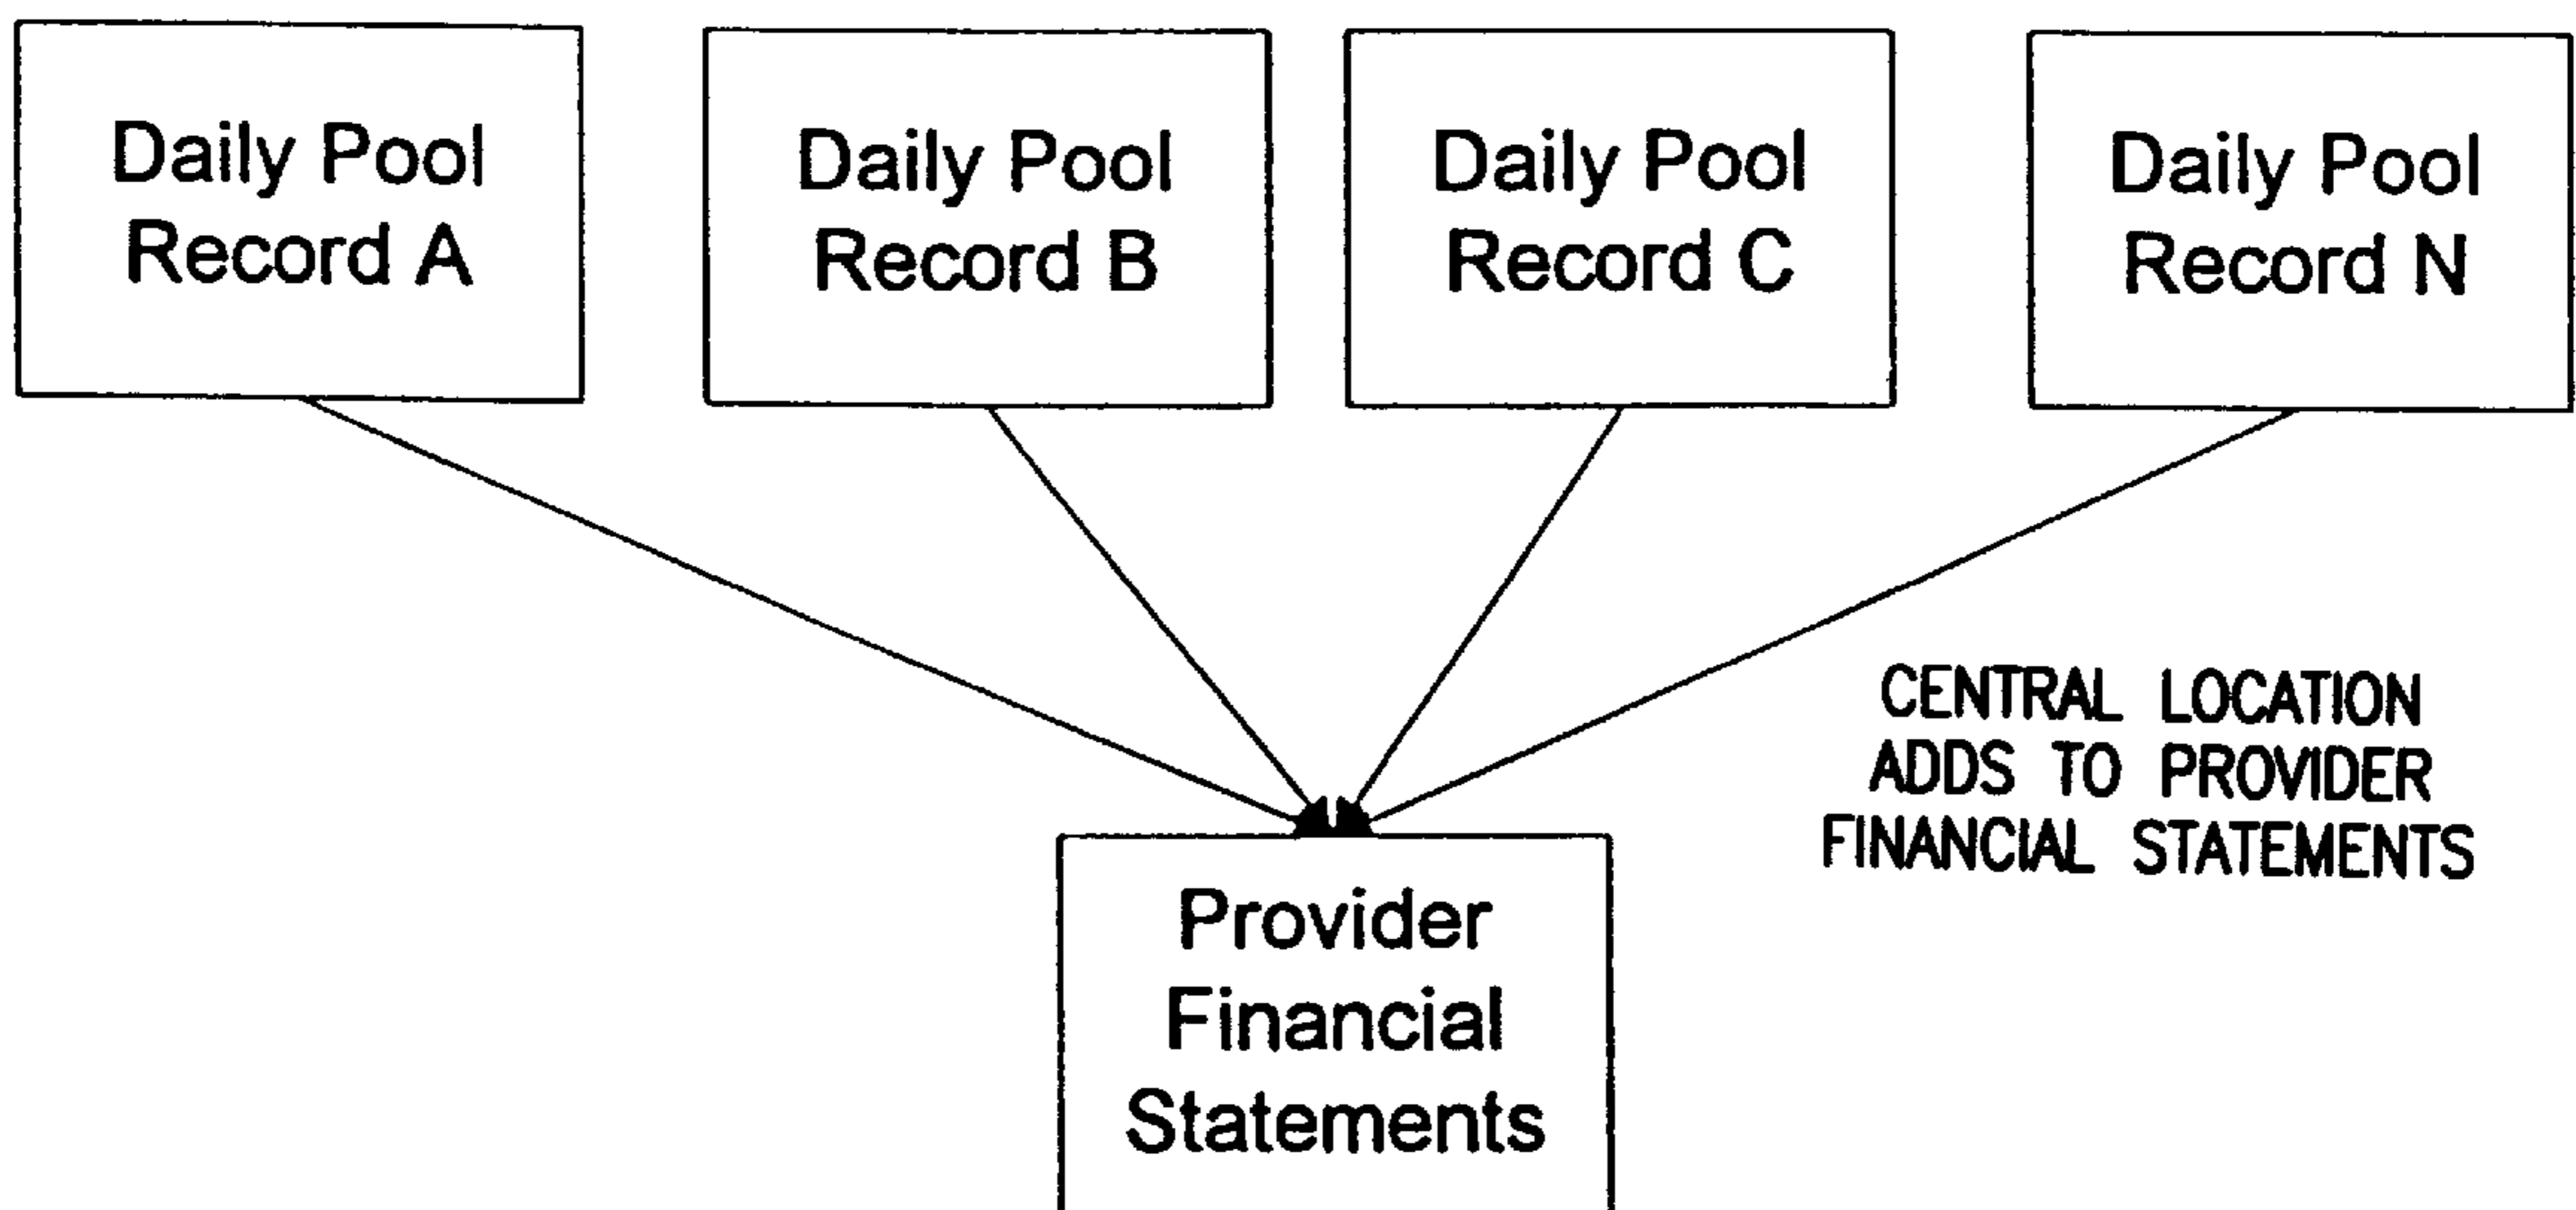 Daily Pool
Record A
Daily Pool
Record B
Daily Pool
Record C
Daily Pool
Record N
CENTRAL LOCATION
ADDS TO PROVIDER
FINANCIAL STATEMENTS
Provider
Financial
Statements